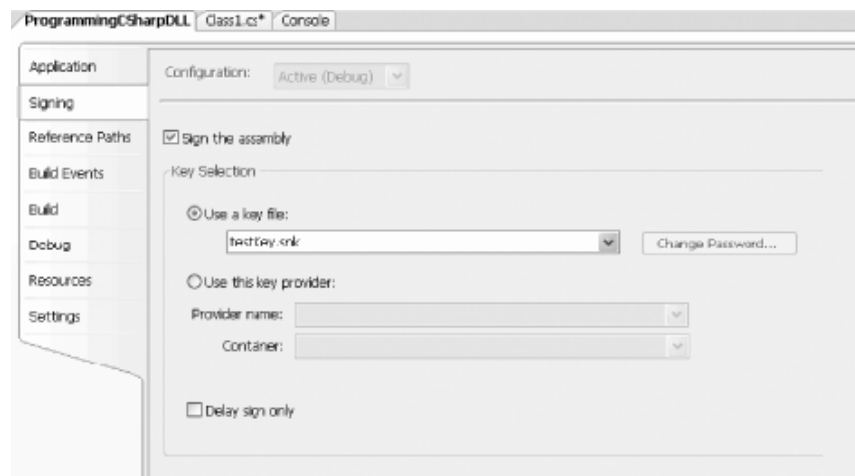 ProgrammingCSharpDLL Class1.cs* Console
Application
Configuration: Active (Debug)
Signing
Reference Paths
Sign the assembly
Build Events
Key Selection
Build
Use a key file:
Debug
testKey.snk Change Password...
Resources
Use this key provider:
Settings
Provider name:
Container:
Delay sign only